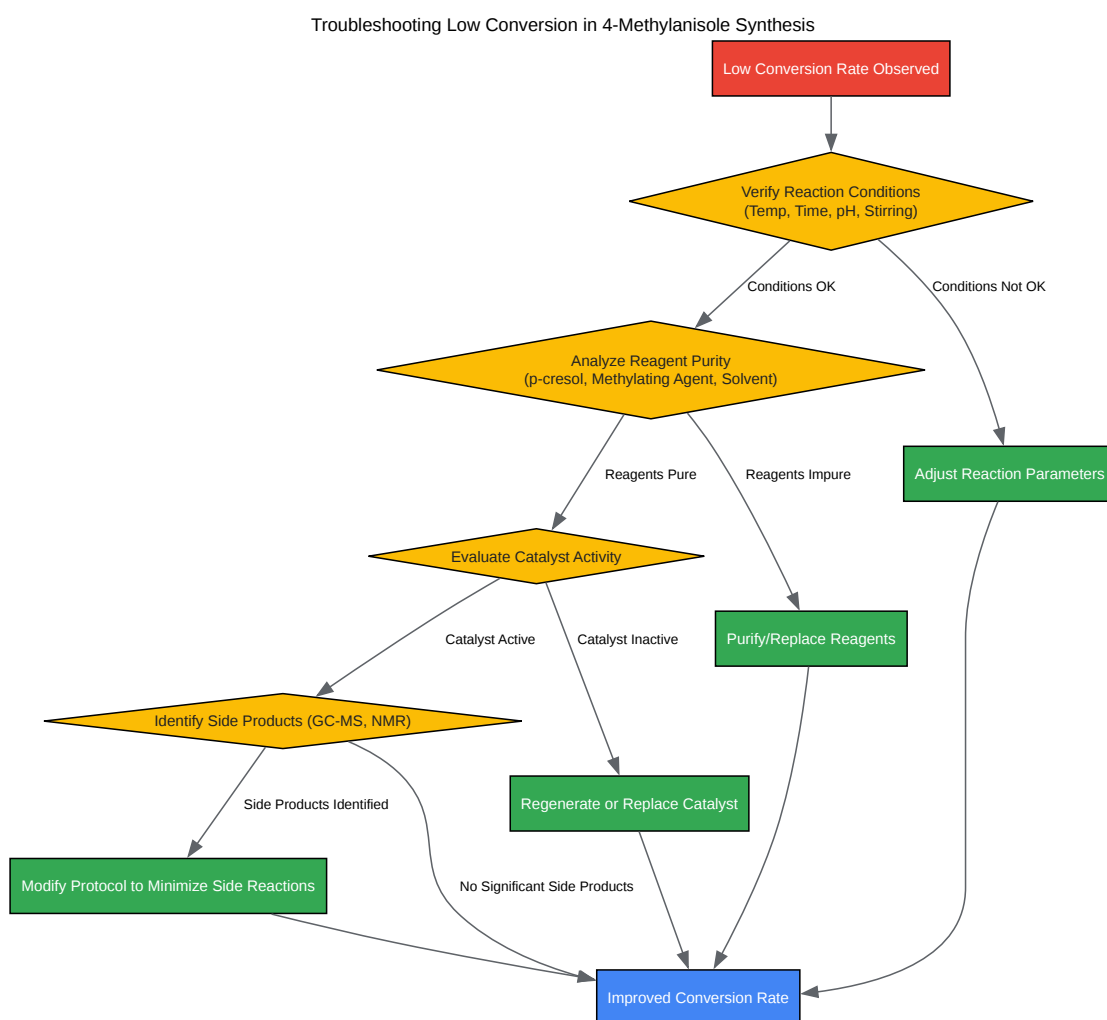 Troubleshooting Low Conversion in 4-Methylanisole Synthesis
Low Conversion Rate Observed
Verify Reaction Conditions
(Temp, Time, pH, Stirring)
Conditions OK
Conditions Not OK
Analyze Reagent Purity
(p-cresol, Methylating Agent, Solvent)
Adjust Reaction Parameters
Reagents Pure
Reagents Impure
Evaluate Catalyst Activity
Catalyst Active
Catalyst Inactive
Purify/Replace Reagents
Identify Side Products (GC-MS, NMR)
Side Products Identified
Regenerate or Replace Catalyst
Modify Protocol to Minimize Side Reactions
No Significant Side Products
Improved Conversion Rate